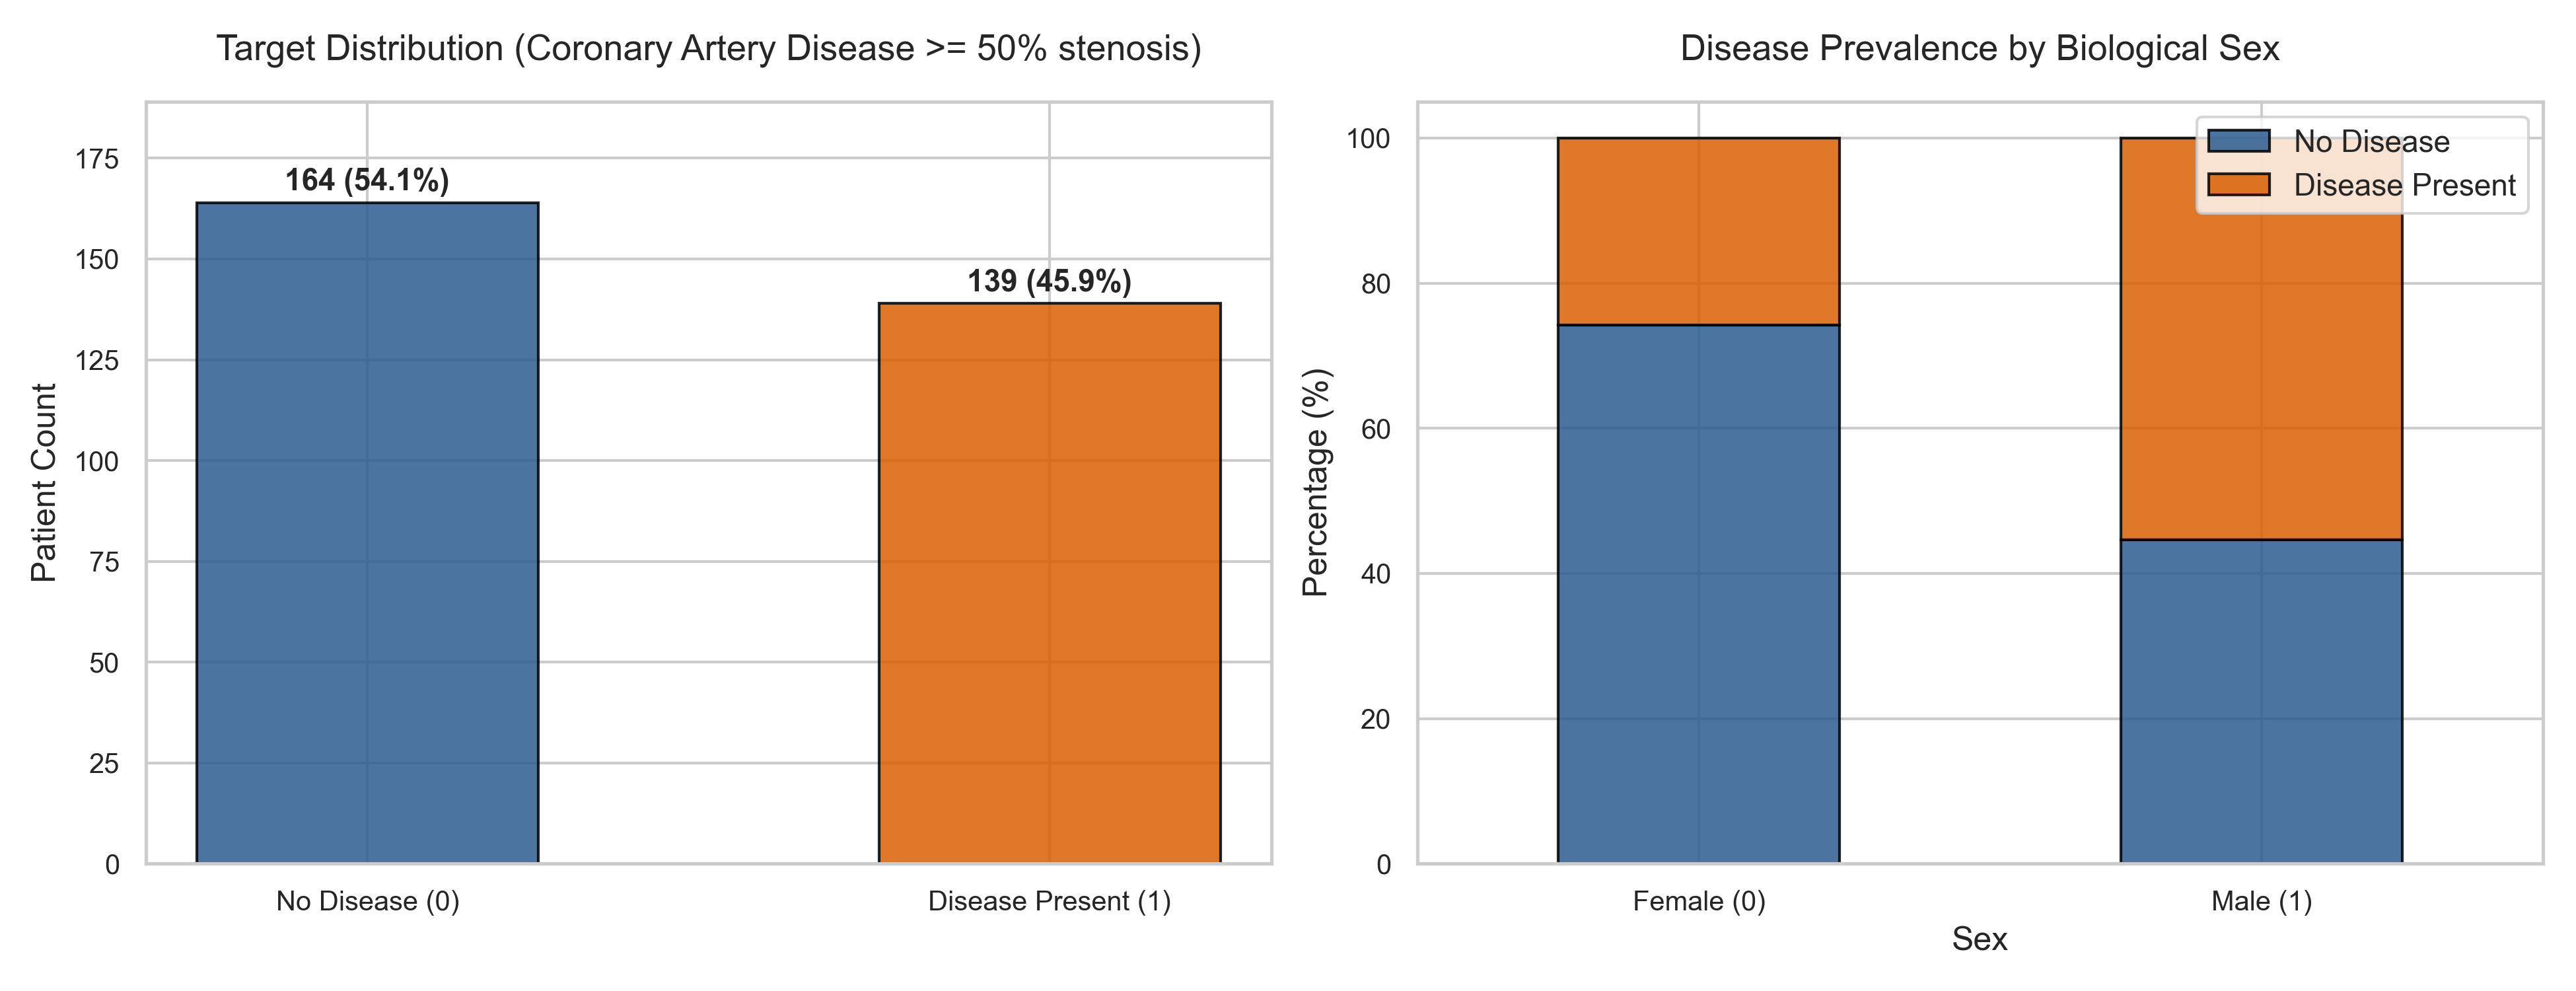 Target Distribution (Coronary Artery Disease >= 50% stenosis)
175
150
125
100
75
50
25
0
Patient Count
164 (54.1%)
139 (45.9%)
No Disease (0)
Disease Present (1)
Disease Prevalence by Biological Sex
100
80
60
40
20
0
Percentage (%)
No Disease
Disease Present
Female (0)
Male (1)
Sex